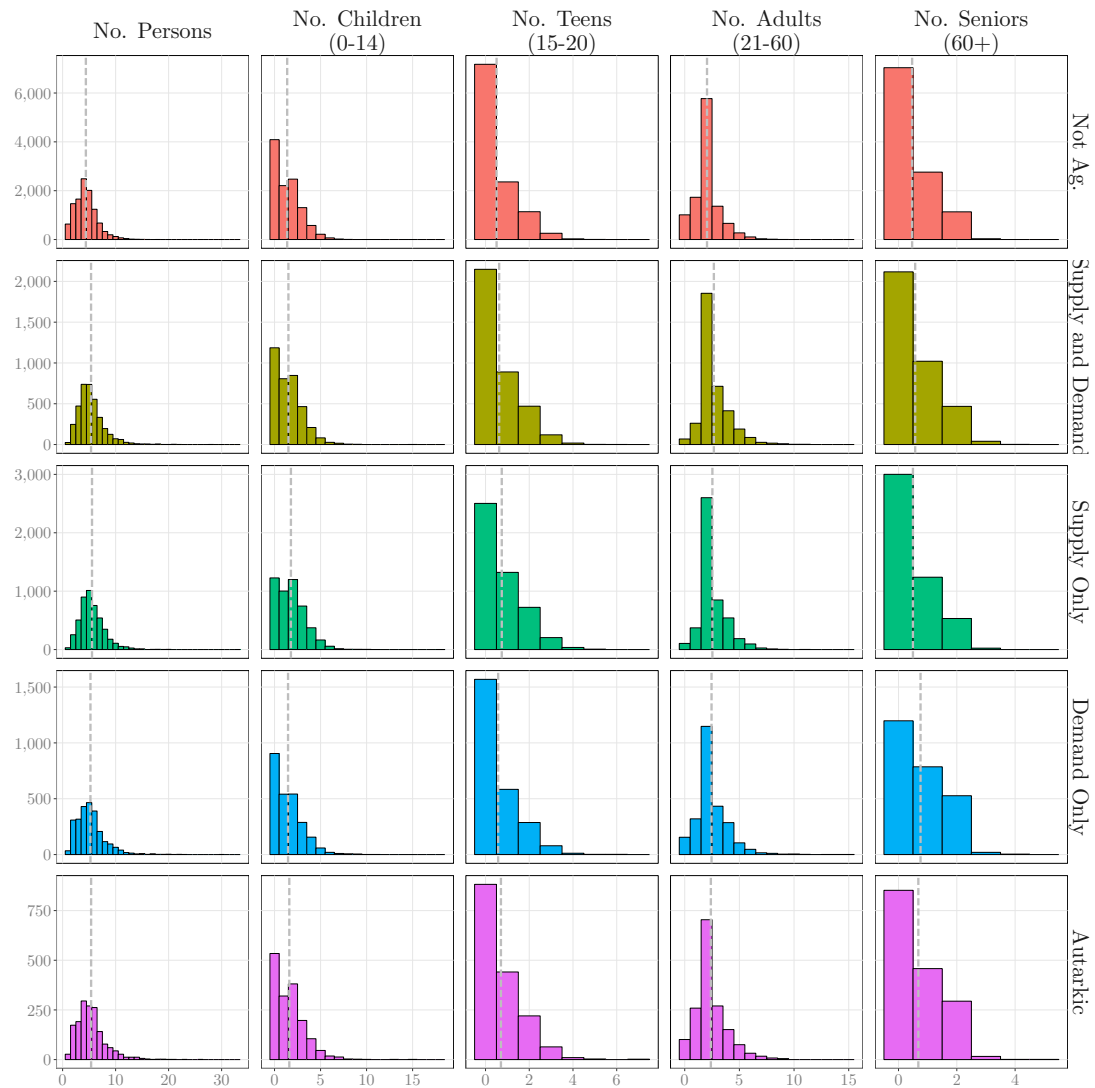 No. Persons
No. Children
(0-14)
No. Teens
(15-20)
No. Adults
(21-60)
No. Seniors
(60+)
6,000
4,000
2,000
0
Not Ag.
2,000
1,500
1,000
500
0
Supply and Demand
3,000
2,000
1,000
0
Supply Only
1,500
1,000
500
0
Demand Only
750
500
250
0
Autarkic
0 10 20 30
0 5 10 15
0 2 4 6
0 5 10 15
0 2 4